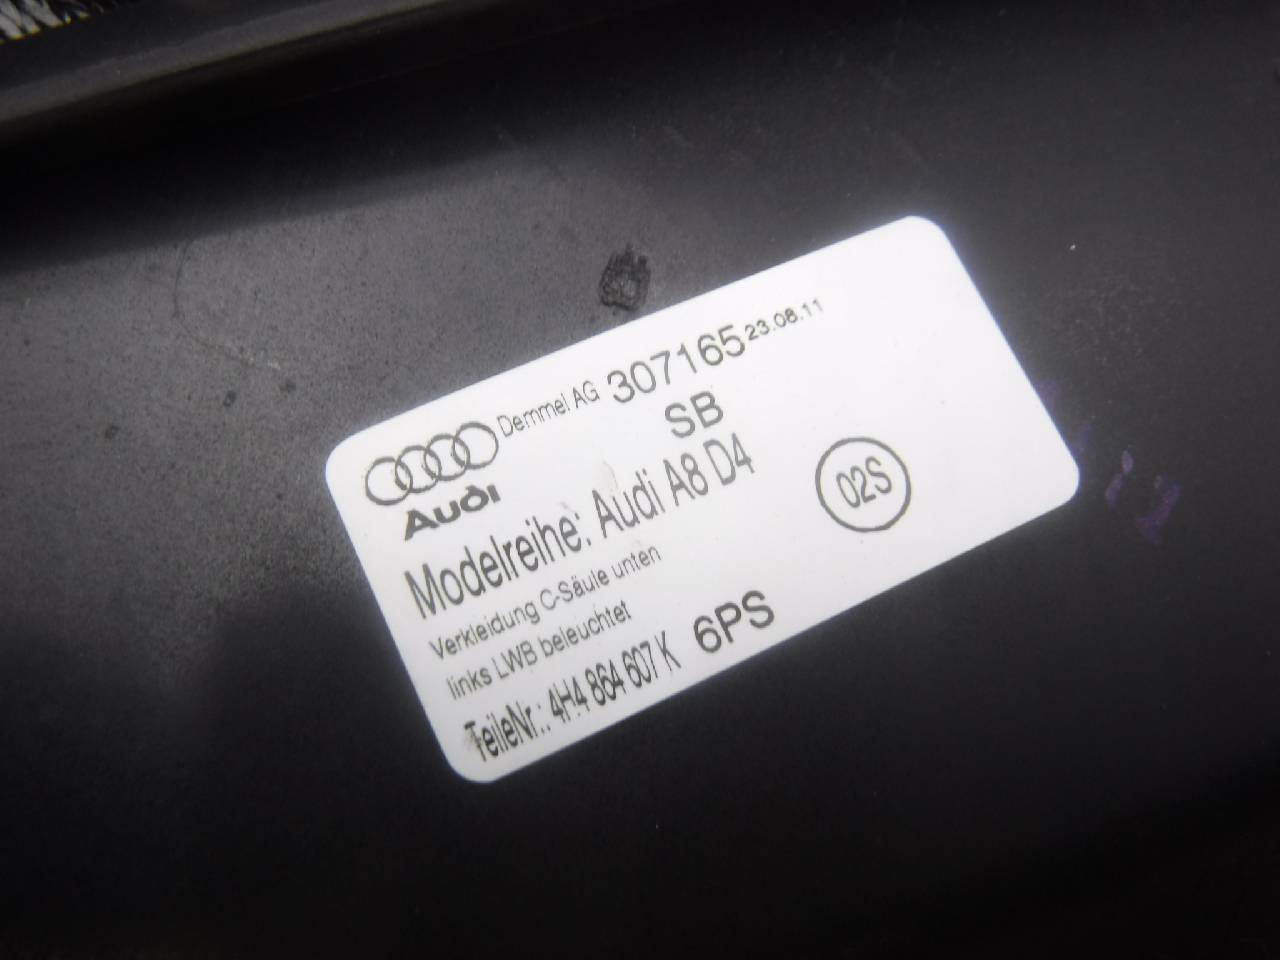 Demmel AG 307165 23.08.11
SB
Audi
Modelreihe: Audi A8 D4
Verkleidung C-Säule unten
links LWB beleuchtet
TeileNr.: 4H4 864 607 K 6PS
02S